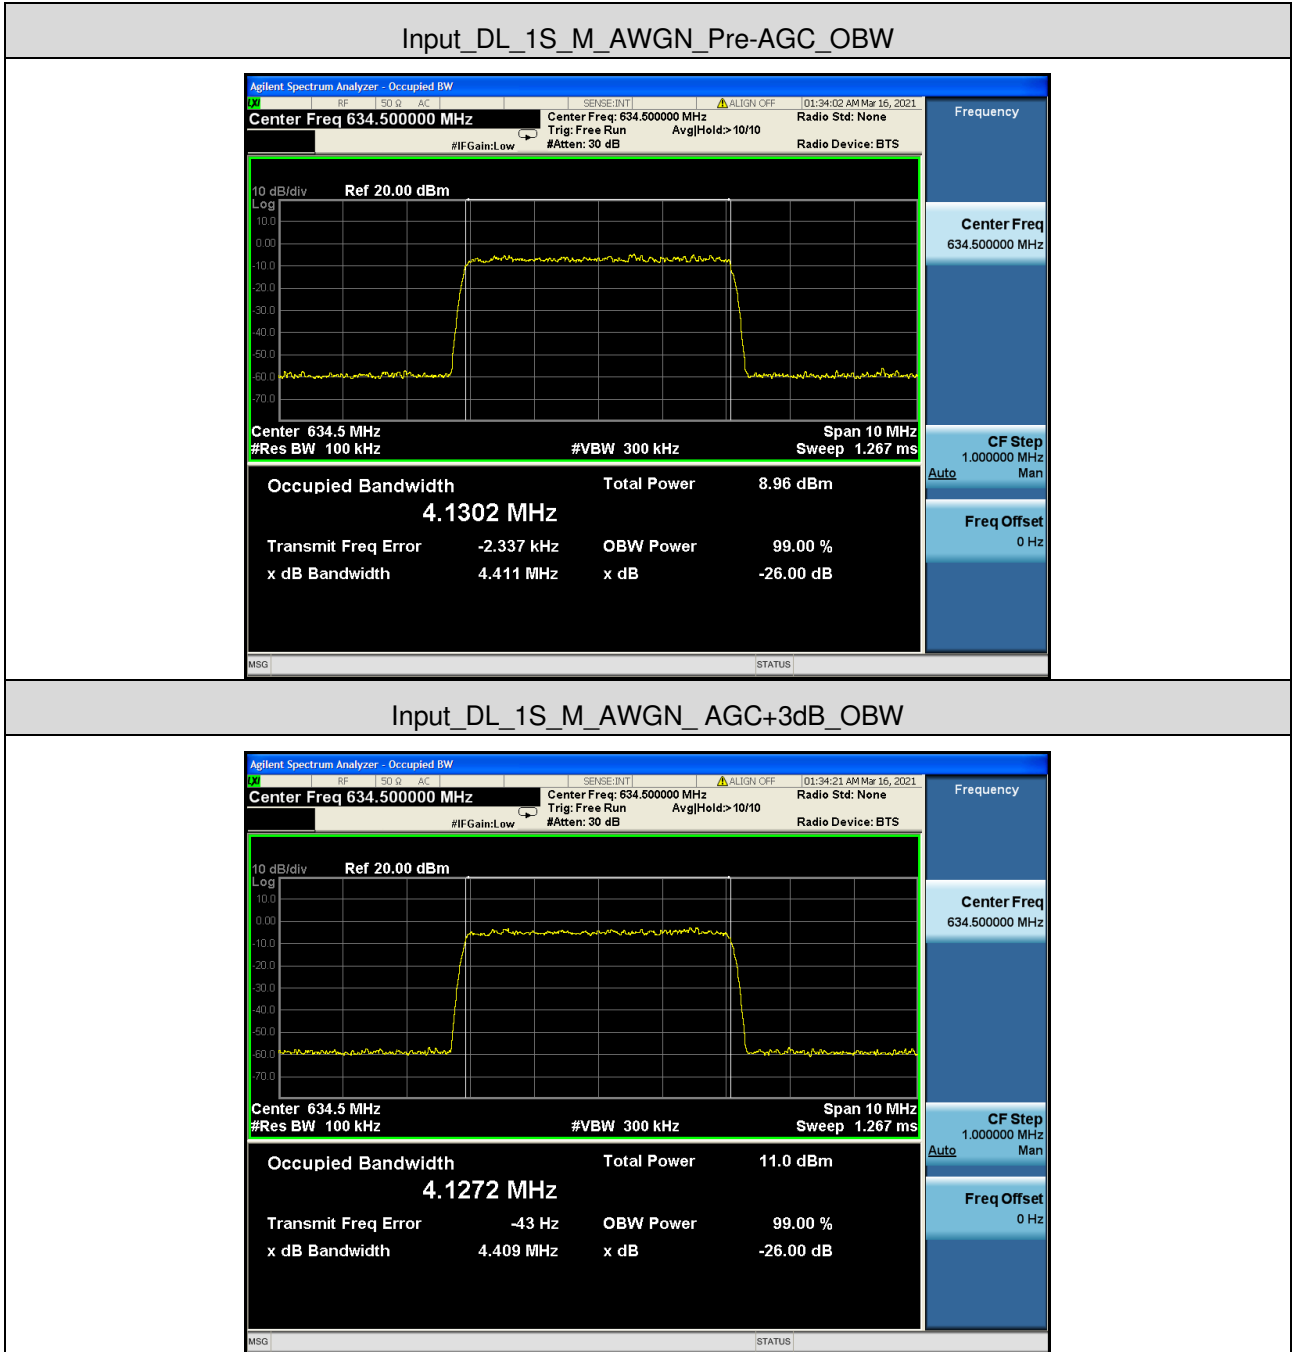 Input_DL_1S_M_AWGN_Pre-AGC_OBW
Agilent Spectrum Analyzer - Occupied BW
LXI RF 50 Ω AC SENSE:INT ALIGN OFF 01:34:02 AM Mar 16, 2021
Center Freq 634.500000 MHz Center Freq: 634.500000 MHz Radio Std: None Frequency
Trig: Free Run Avg|Hold:> 10/10
#IFGain:Low #Atten: 30 dB Radio Device: BTS
10 dB/div Ref 20.00 dBm
Log
10.0
0.00
-10.0
-20.0
-30.0
-40.0
-50.0
-60.0
-70.0
Center 634.5 MHz Span 10 MHz
#Res BW 100 kHz #VBW 300 kHz Sweep 1.267 ms
Occupied Bandwidth Total Power 8.96 dBm
4.1302 MHz
Transmit Freq Error -2.337 kHz OBW Power 99.00 %
x dB Bandwidth 4.411 MHz x dB -26.00 dB
Center Freq
634.500000 MHz
CF Step
1.000000 MHz
Auto Man
Freq Offset
0 Hz
MSG STATUS
Input_DL_1S_M_AWGN_ AGC+3dB_OBW
Agilent Spectrum Analyzer - Occupied BW
LXI RF 50 Ω AC SENSE:INT ALIGN OFF 01:34:21 AM Mar 16, 2021
Center Freq 634.500000 MHz Center Freq: 634.500000 MHz Radio Std: None Frequency
Trig: Free Run Avg|Hold:> 10/10
#IFGain:Low #Atten: 30 dB Radio Device: BTS
10 dB/div Ref 20.00 dBm
Log
10.0
0.00
-10.0
-20.0
-30.0
-40.0
-50.0
-60.0
-70.0
Center 634.5 MHz Span 10 MHz
#Res BW 100 kHz #VBW 300 kHz Sweep 1.267 ms
Occupied Bandwidth Total Power 11.0 dBm
4.1272 MHz
Transmit Freq Error -43 Hz OBW Power 99.00 %
x dB Bandwidth 4.409 MHz x dB -26.00 dB
Center Freq
634.500000 MHz
CF Step
1.000000 MHz
Auto Man
Freq Offset
0 Hz
MSG STATUS